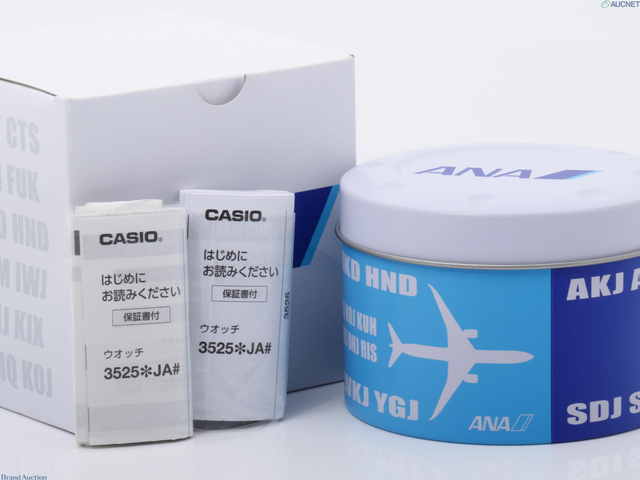 AUCNET
CTS
FUK
HND
IWJ
KIX
KOJ
CASIO®
はじめに
お読みください
保証書付
ウオッチ
3525✻JA#
CASIO®
はじめに
お読みください
保証書付
ウオッチ
3525✻JA#
3525
ANA
HND
KUH
ONJ RIS
YGJ
ANA
AKJ
SDJ
Brand Auction